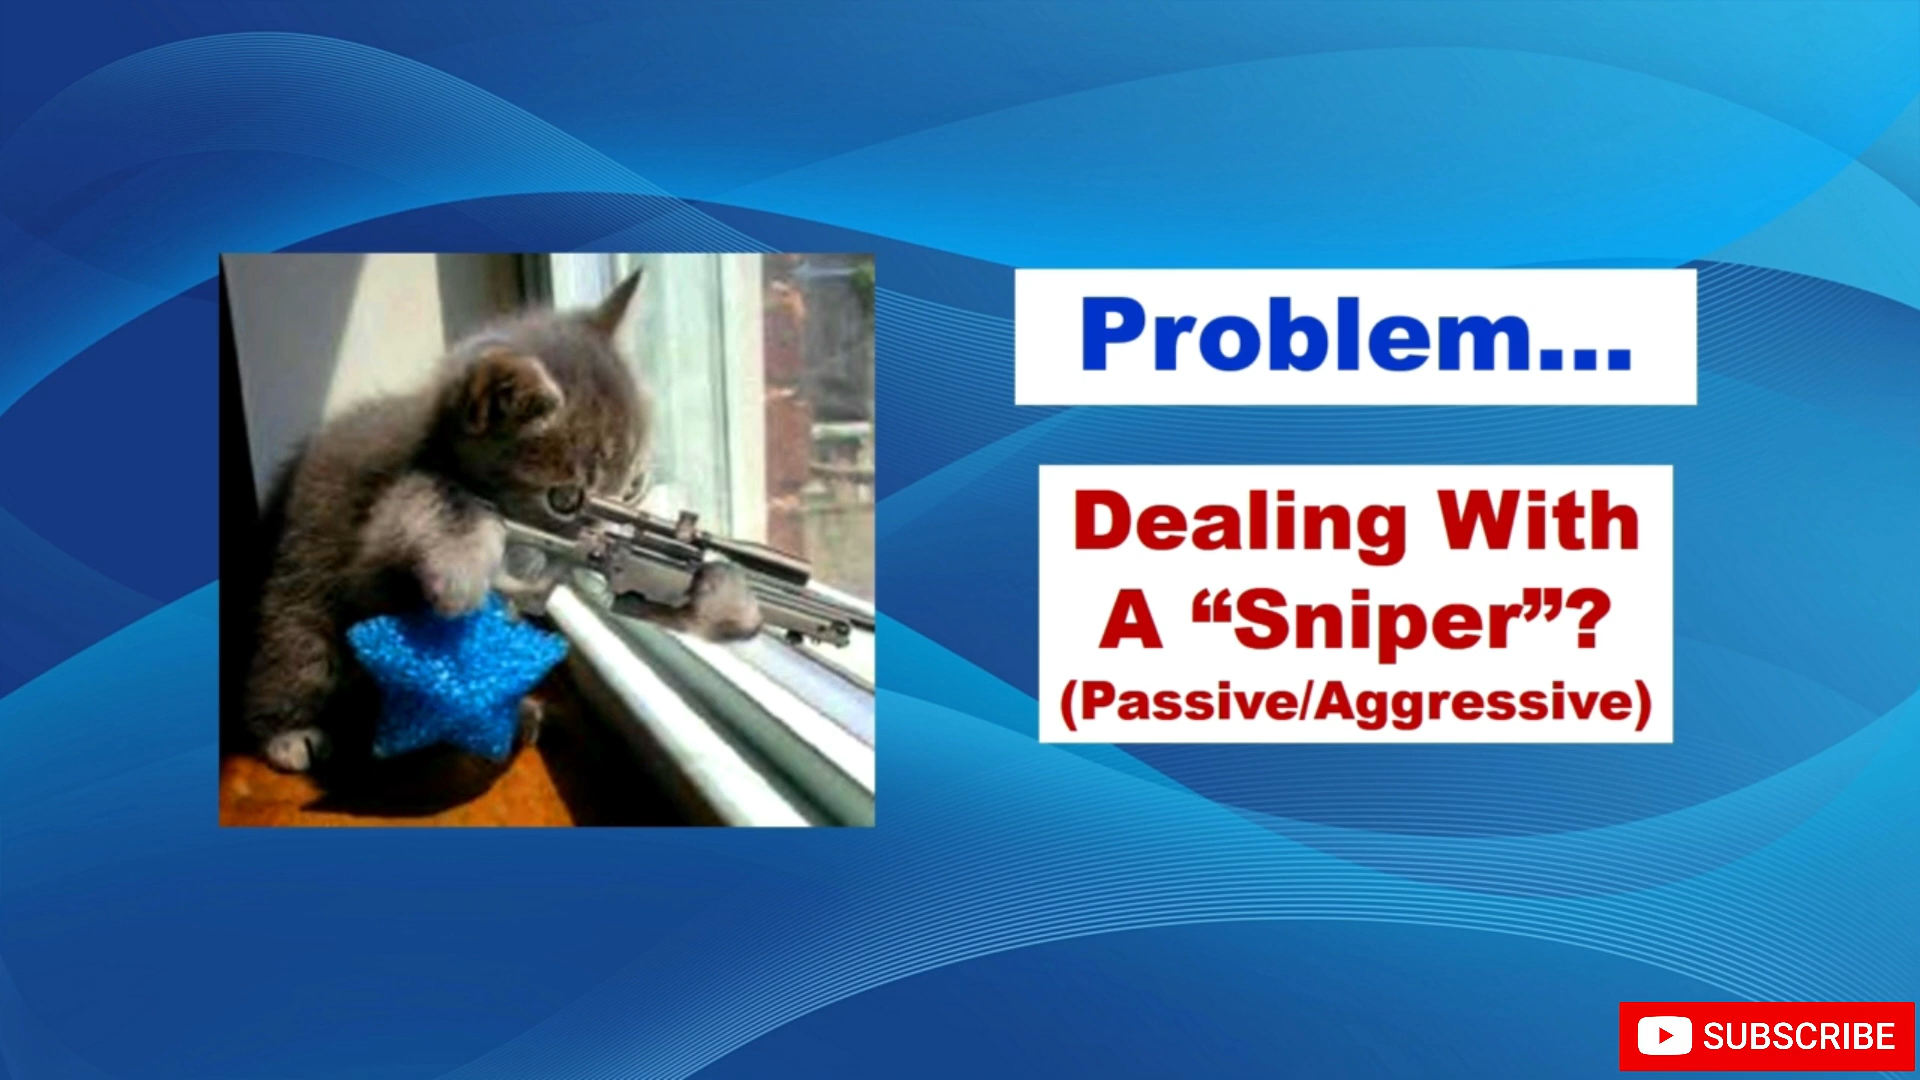 Problem...
Dealing With
A “Sniper”?
(Passive/Aggressive)
SUBSCRIBE